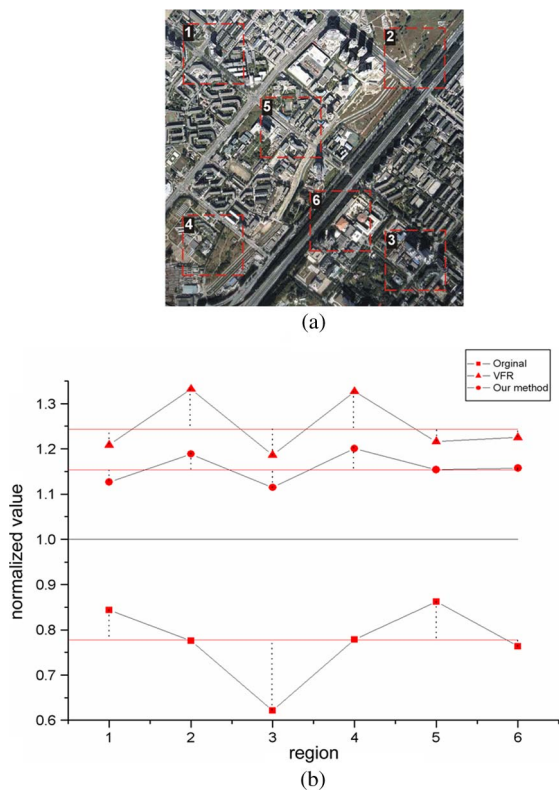 1
2
5
6
4
3
(a)
Orginal
VFR
Our method
1.3
1.2
1.1
1.0
0.9
0.8
0.7
0.6
normalized value
1 2 3 4 5 6
region
(b)